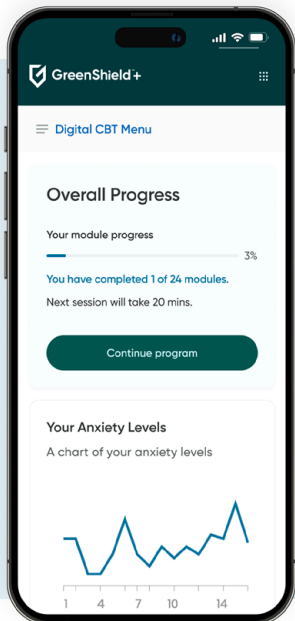 GreenShield+
Digital CBT Menu
Overall Progress
Your module progress
3%
You have completed 1 of 24 modules.
Next session will take 20 mins.
Continue program
Your Anxiety Levels
A chart of your anxiety levels
1 4 7 10 14